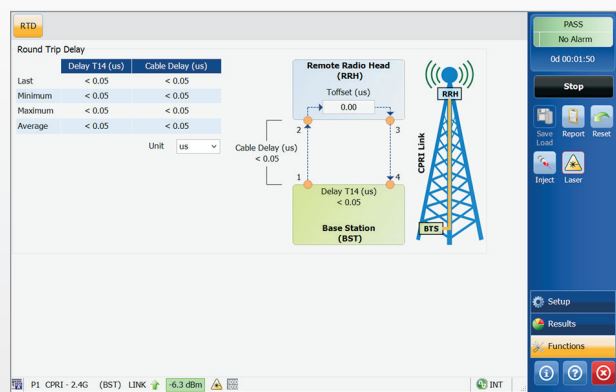 RTD
Round Trip Delay
Delay T14 (us) Cable Delay (us)
Last < 0.05 < 0.05
Minimum < 0.05 < 0.05
Maximum < 0.05 < 0.05
Average < 0.05 < 0.05
Unit us
Remote Radio Head
(RRH)
Toffset (us)
0.00
2 3
Cable Delay (us)
< 0.05
1 4
Delay T14 (us)
< 0.05
Base Station
(BST)
RRH
CPRI Link
BTS
PASS
No Alarm
0d 00:01:50
Stop
Save
Load
Report
Reset
Inject
Laser
Setup
Results
Functions
P1 CPRI - 2.4G (BST) LINK -6.3 dBm INT